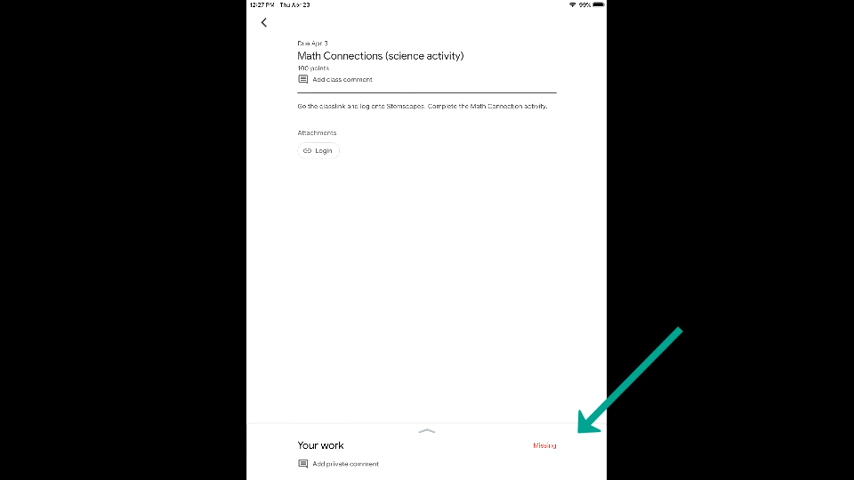 12:27 PM Thu Apr 23
99%
Due Apr 3
Math Connections (science activity)
100 points
Add class comment
Go the classlink and log onto Stemscapes. Complete the Math Connection activity.
Attachments
Login
Your work
Missing
Add private comment